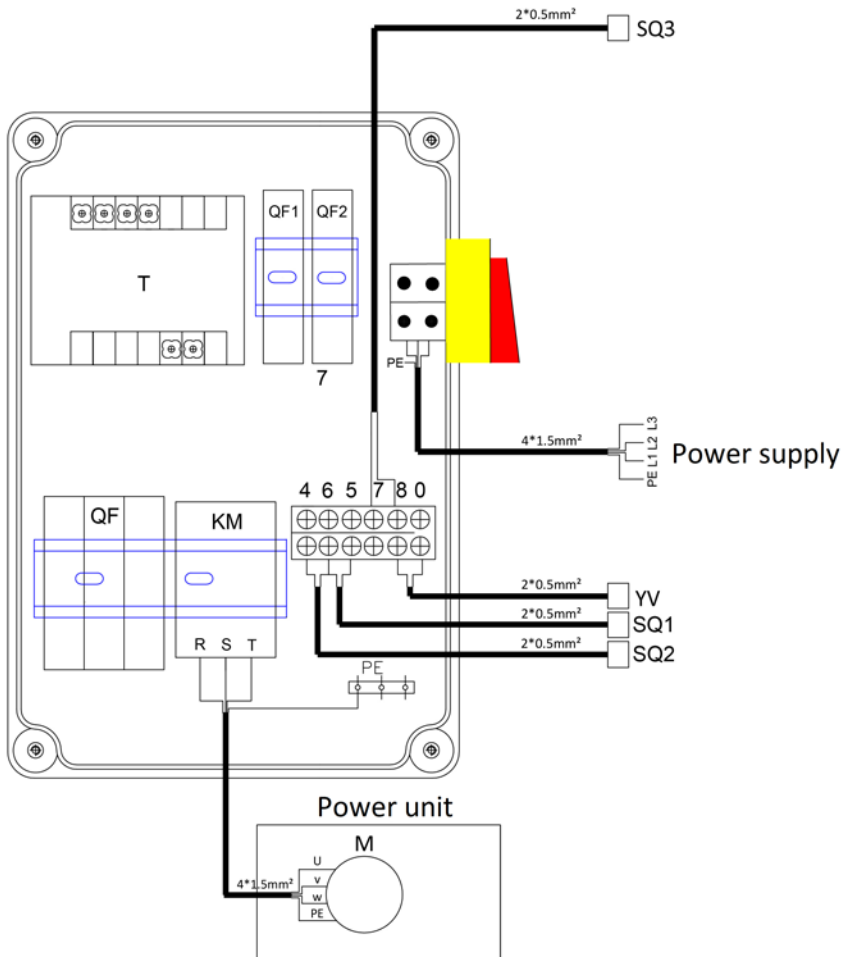 2*0.5mm²
SQ3
QF1
QF2
T
7
PE
4*1.5mm²
L3
L2
L1
PE
Power supply
4 6 5 7 8 0
QF
KM
2*0.5mm²
YV
2*0.5mm²
SQ1
2*0.5mm²
SQ2
R S T
PE
Power unit
M
U
4*1.5mm²
v
w
PE